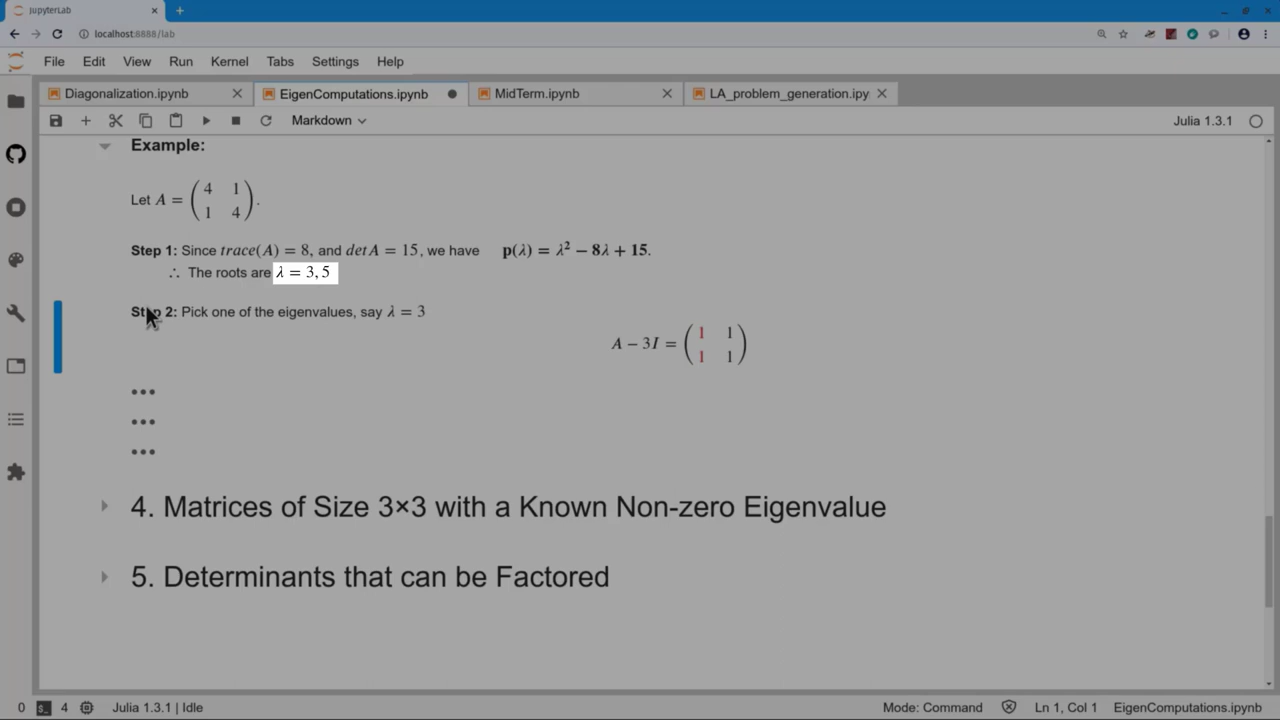 JupyterLab
localhost:8888/lab
File Edit View Run Kernel Tabs Settings Help
Diagonalization.ipynb EigenComputations.ipynb MidTerm.ipynb LA_problem_generation.ipy
Markdown Julia 1.3.1
Example:
Let A = ( 4 1 ; 1 4 ).
Step 1: Since trace(A) = 8, and det A = 15, we have p(λ) = λ² − 8λ + 15.
∴ The roots are λ = 3, 5
Step 2: Pick one of the eigenvalues, say λ = 3
A − 3I = ( 1 1 ; 1 1 )
•••
•••
•••
4. Matrices of Size 3×3 with a Known Non-zero Eigenvalue
5. Determinants that can be Factored
0 4 Julia 1.3.1 | Idle Mode: Command Ln 1, Col 1 EigenComputations.ipynb